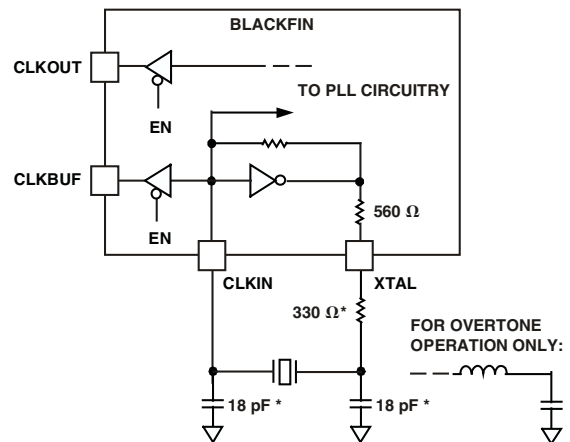 BLACKFIN
CLKOUT
TO PLL CIRCUITRY
EN
CLKBUF
560 Ω
EN
CLKIN
XTAL
330 Ω*
FOR OVERTONE
OPERATION ONLY:
18 pF *
18 pF *